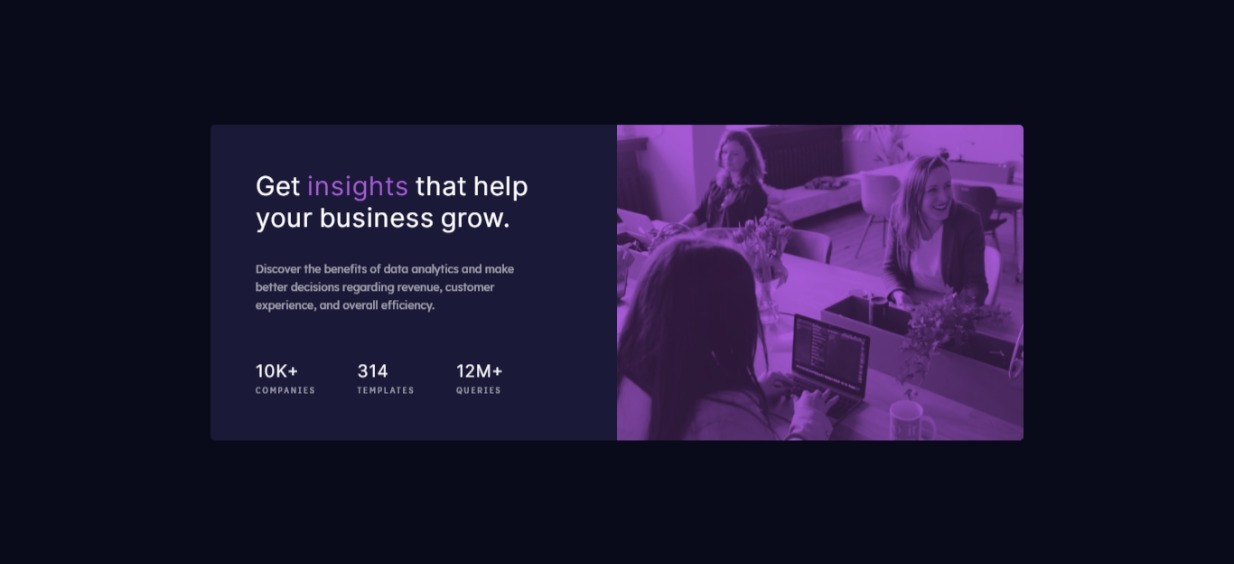 Get insights that help
your business grow.
Discover the benefits of data analytics and make
better decisions regarding revenue, customer
experience, and overall efficiency.
10K+ 314 12M+
COMPANIES TEMPLATES QUERIES